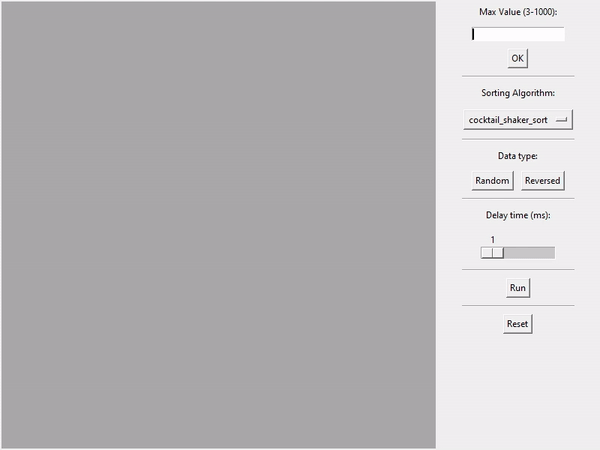 Max Value (3-1000):
OK
Sorting Algorithm:
cocktail_shaker_sort
Data type:
Random Reversed
Delay time (ms):
1
Run
Reset